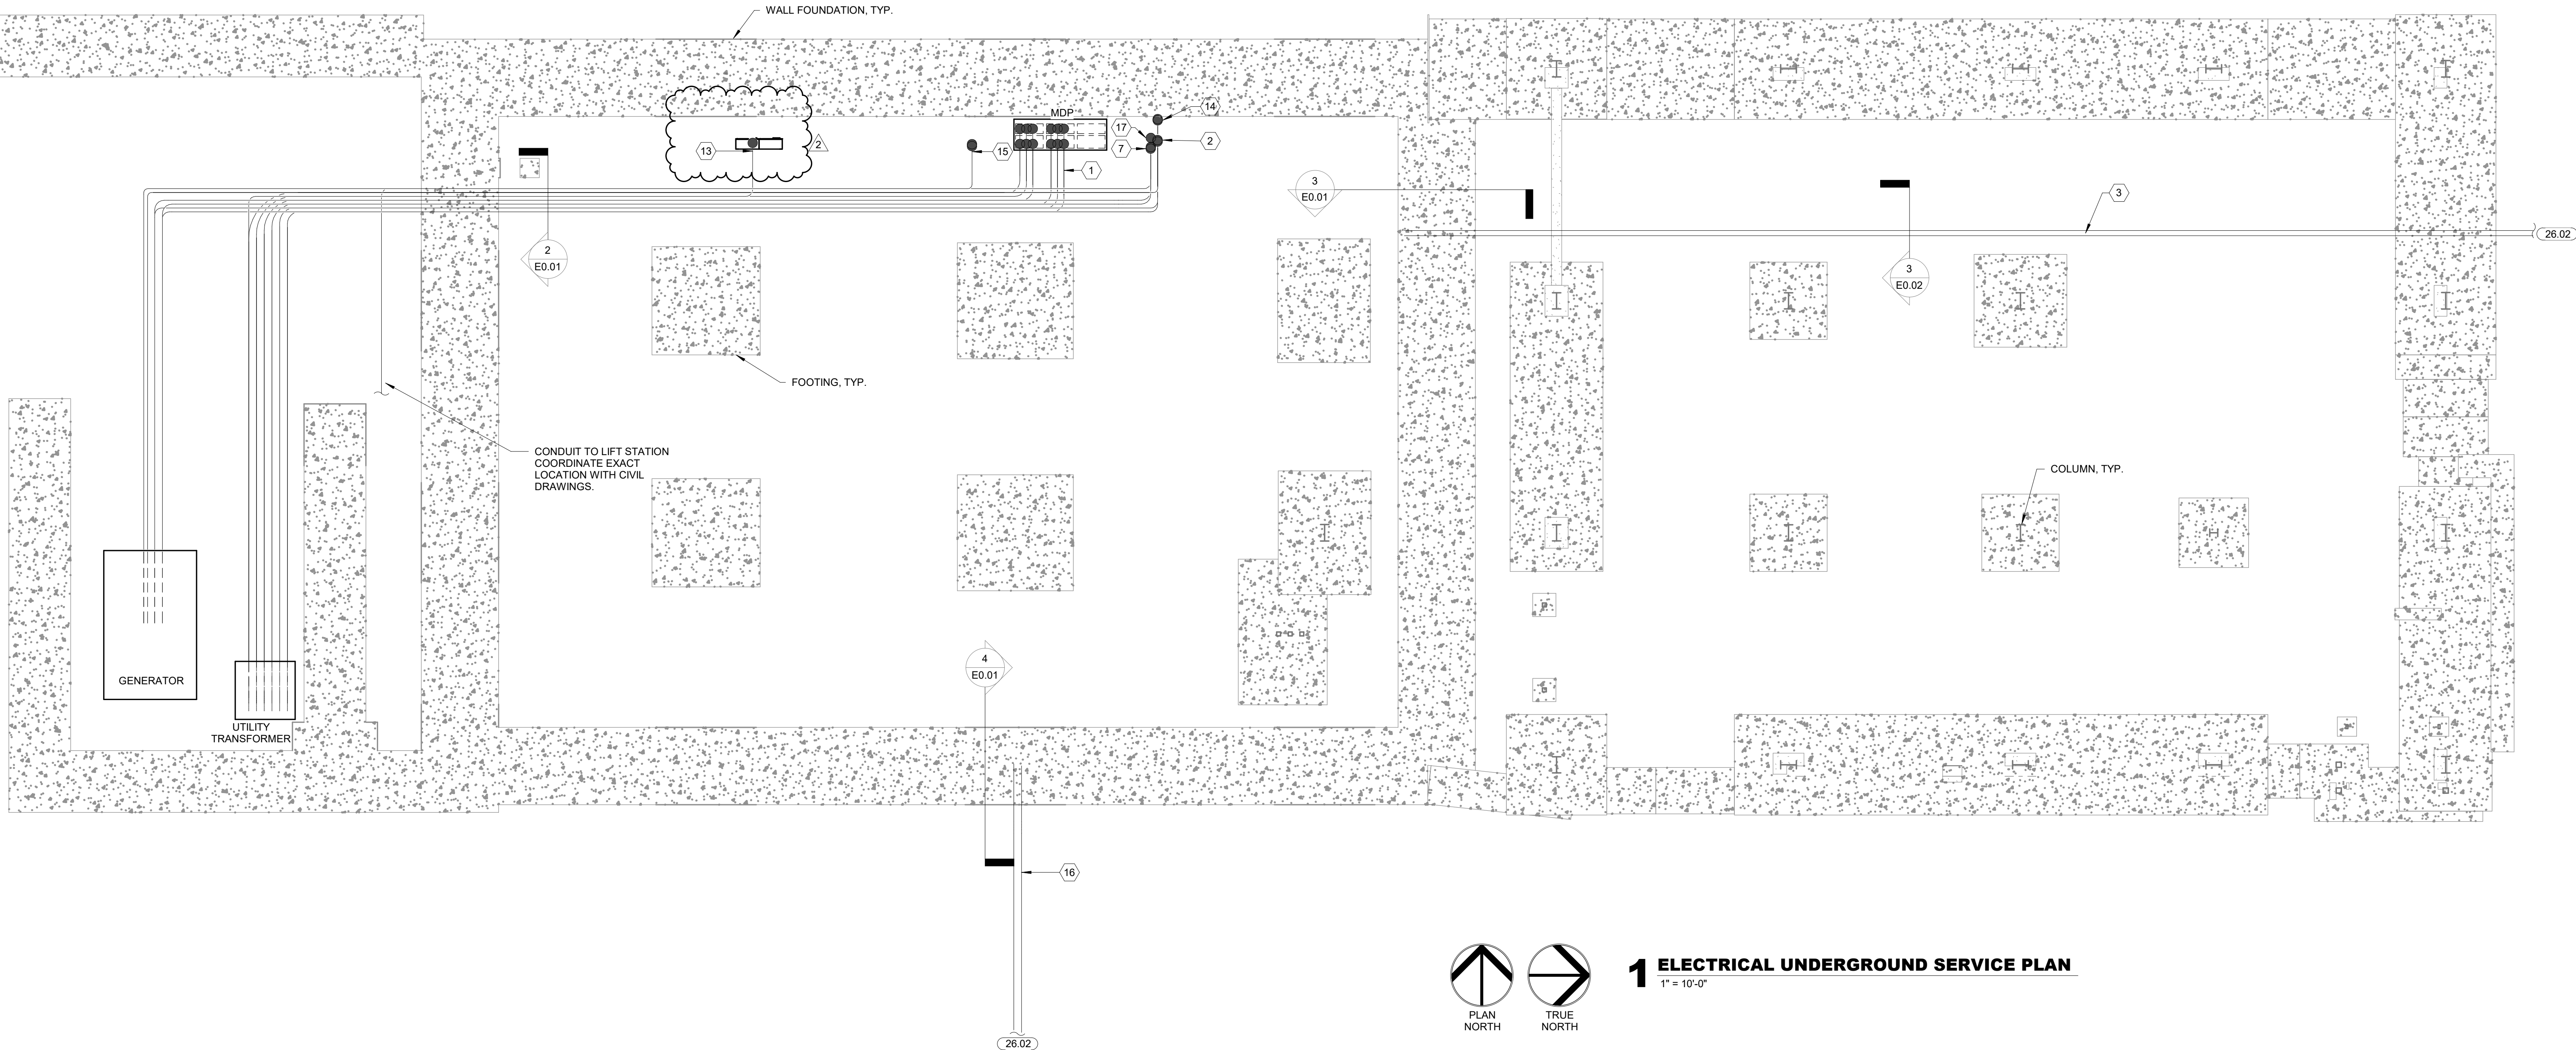 WALL FOUNDATION, TYP.
MDP
14
17
2
7
2
13
15
1
3
E0.01
3
26.02
2
E0.01
3
E0.02
FOOTING, TYP.
CONDUIT TO LIFT STATION
COORDINATE EXACT
LOCATION WITH CIVIL
DRAWINGS.
COLUMN, TYP.
4
E0.01
GENERATOR
UTILITY
TRANSFORMER
16
1 ELECTRICAL UNDERGROUND SERVICE PLAN
1" = 10'-0"
PLAN
NORTH
TRUE
NORTH
26.02